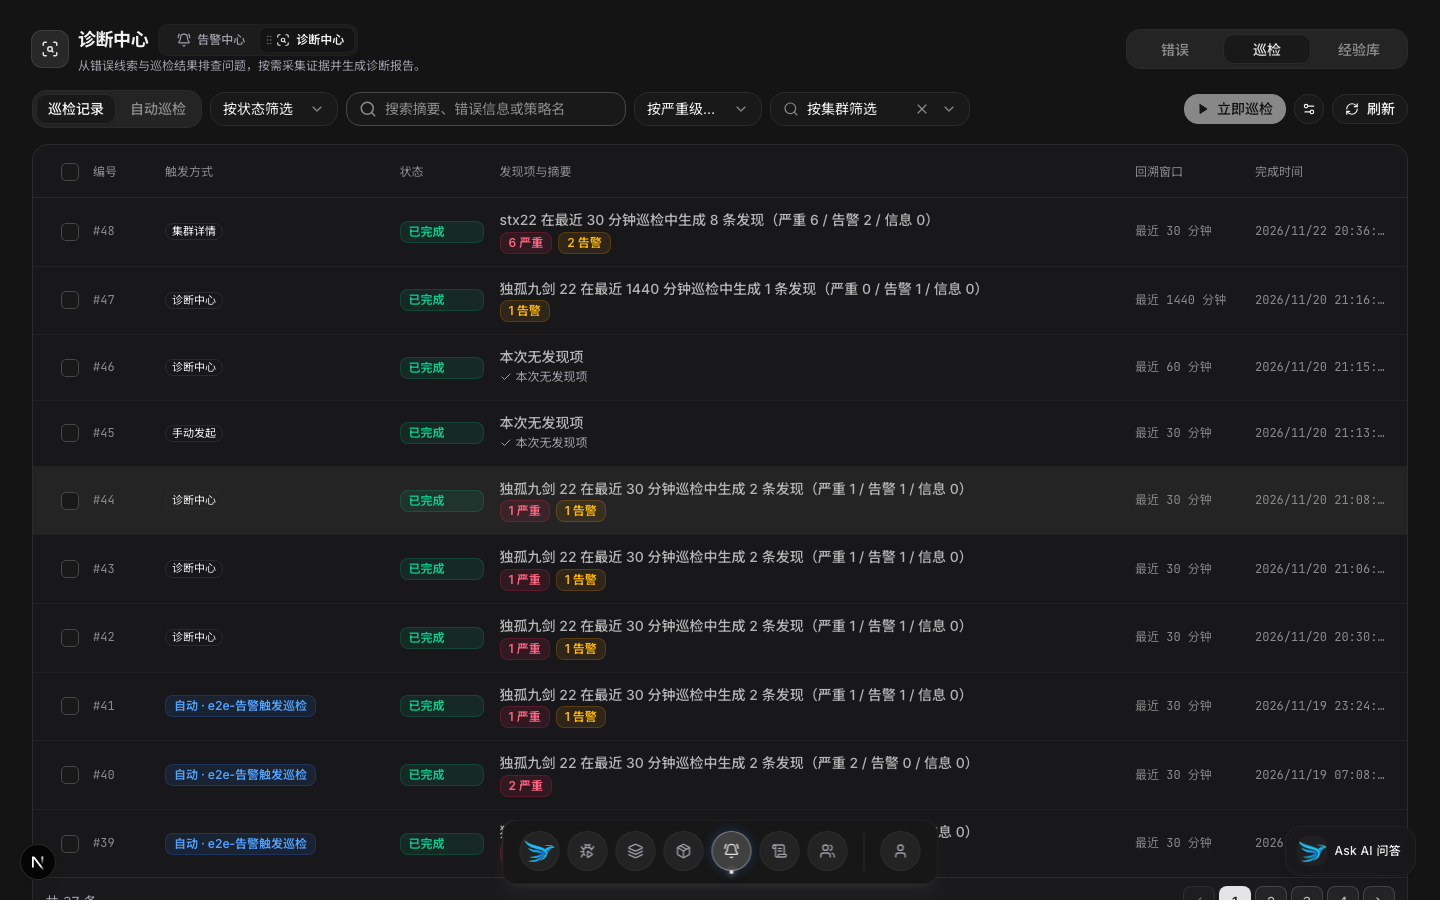 诊断中心 告警中心 诊断中心
从错误线索与巡检结果排查问题，按需采集证据并生成诊断报告。
错误 巡检 经验库
巡检记录 自动巡检 按状态筛选 搜索摘要、错误信息或策略名 按严重级... 按集群筛选 立即巡检 刷新
编号 触发方式 状态 发现项与摘要 回溯窗口 完成时间
#48 集群详情 已完成 stx22 在最近 30 分钟巡检中生成 8 条发现（严重 6 / 告警 2 / 信息 0） 最近 30 分钟 2026/11/22 20:36:...
6 严重 2 告警
#47 诊断中心 已完成 独孤九剑 22 在最近 1440 分钟巡检中生成 1 条发现（严重 0 / 告警 1 / 信息 0） 最近 1440 分钟 2026/11/20 21:16:...
1 告警
#46 诊断中心 已完成 本次无发现项 最近 60 分钟 2026/11/20 21:15:...
本次无发现项
#45 手动发起 已完成 本次无发现项 最近 30 分钟 2026/11/20 21:13:...
本次无发现项
#44 诊断中心 已完成 独孤九剑 22 在最近 30 分钟巡检中生成 2 条发现（严重 1 / 告警 1 / 信息 0） 最近 30 分钟 2026/11/20 21:08:...
1 严重 1 告警
#43 诊断中心 已完成 独孤九剑 22 在最近 30 分钟巡检中生成 2 条发现（严重 1 / 告警 1 / 信息 0） 最近 30 分钟 2026/11/20 21:06:...
1 严重 1 告警
#42 诊断中心 已完成 独孤九剑 22 在最近 30 分钟巡检中生成 2 条发现（严重 1 / 告警 1 / 信息 0） 最近 30 分钟 2026/11/20 20:30:...
1 严重 1 告警
#41 自动 · e2e-告警触发巡检 已完成 独孤九剑 22 在最近 30 分钟巡检中生成 2 条发现（严重 1 / 告警 1 / 信息 0） 最近 30 分钟 2026/11/19 23:24:...
1 严重 1 告警
#40 自动 · e2e-告警触发巡检 已完成 独孤九剑 22 在最近 30 分钟巡检中生成 2 条发现（严重 2 / 告警 0 / 信息 0） 最近 30 分钟 2026/11/19 07:08:...
2 严重
#39 自动 · e2e-告警触发巡检 已完成 息 0） 最近 30 分钟 2026
N Ask AI 问答
共 37 条 1 2 3 4